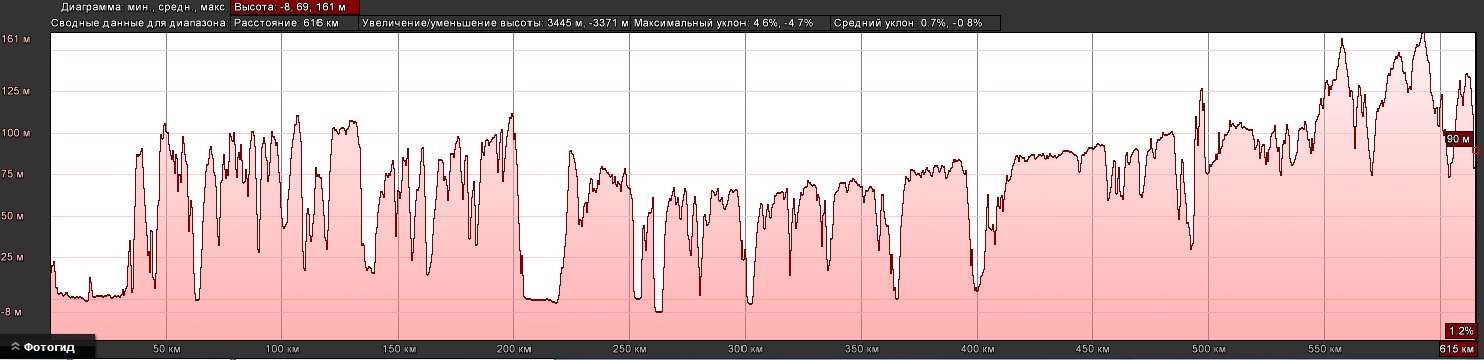 Диаграмма: мин., средн., макс. Высота: -8, 69, 161 м
Сводные данные для диапазона: Расстояние: 616 км Увеличение/уменьшение высоты: 3445 м, -3371 м Максимальный уклон: 4.6%, -4.7% Средний уклон: 0.7%, -0.8%
161 м
125 м
100 м
90 м
75 м
50 м
25 м
-8 м
1.2%
Фотогид
50 км 100 км 150 км 200 км 250 км 300 км 350 км 400 км 450 км 500 км 550 км 615 км